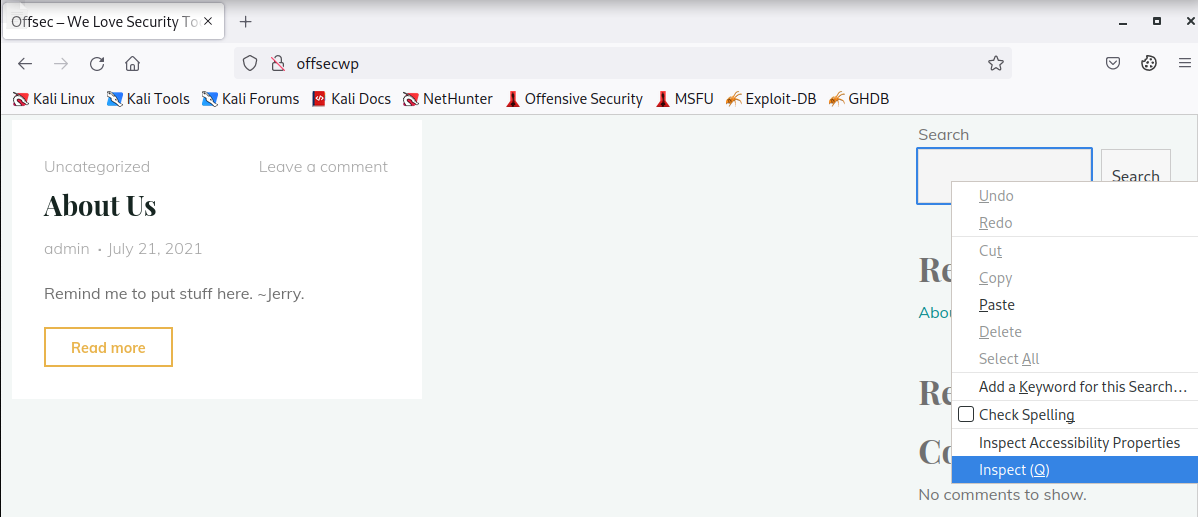 Offsec – We Love Security To
offsecwp
Kali Linux Kali Tools Kali Forums Kali Docs NetHunter Offensive Security MSFU Exploit-DB GHDB
Uncategorized Leave a comment
About Us
admin • July 21, 2021
Remind me to put stuff here. ~Jerry.
Read more
Search
Search
Re
Abou
Re
Co
No comments to show.
Undo
Redo
Cut
Copy
Paste
Delete
Select All
Add a Keyword for this Search…
Check Spelling
Inspect Accessibility Properties
Inspect (Q)